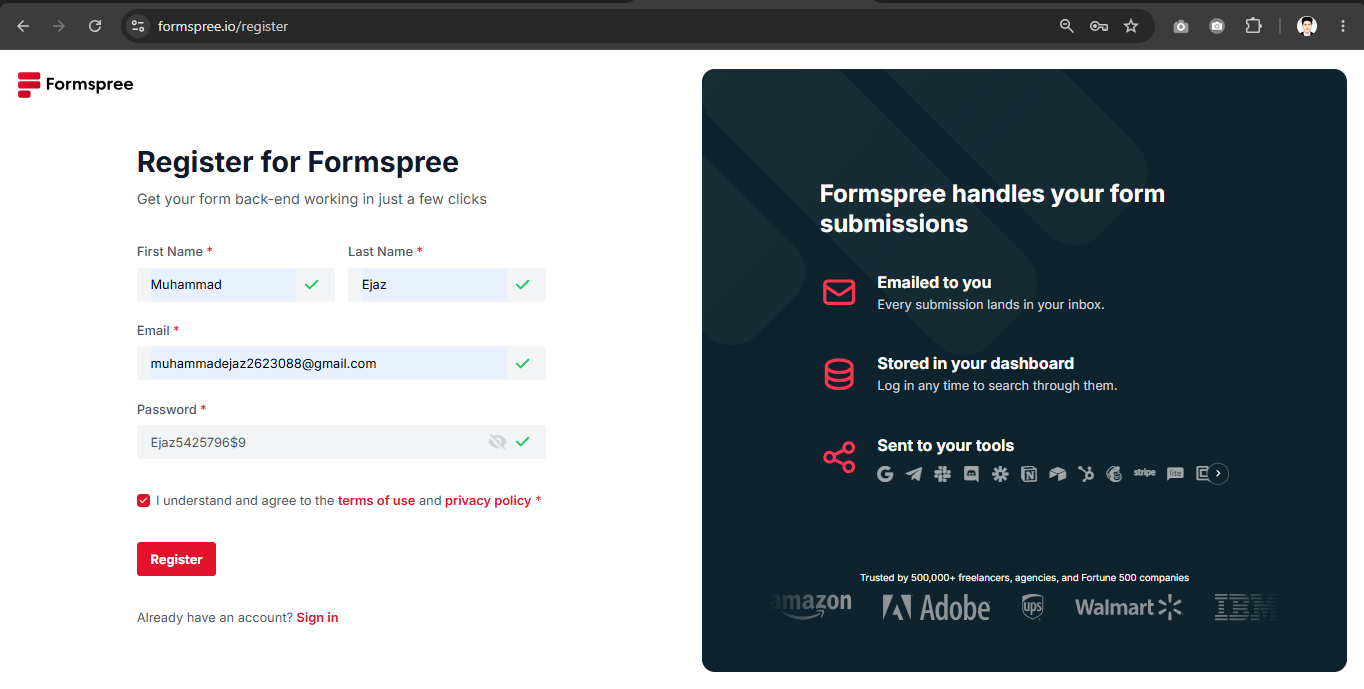 formspree.io/register
Formspree
Register for Formspree
Get your form back-end working in just a few clicks
First Name *
Last Name *
Muhammad
Ejaz
Email *
muhammadejaz2623088@gmail.com
Password *
Ejaz5425796$9
I understand and agree to the terms of use and privacy policy *
Register
Already have an account? Sign in
Formspree handles your form
submissions
Emailed to you
Every submission lands in your inbox.
Stored in your dashboard
Log in any time to search through them.
Sent to your tools
stripe
lite
Trusted by 500,000+ freelancers, agencies, and Fortune 500 companies
amazon
Adobe
ups
Walmart
IBM